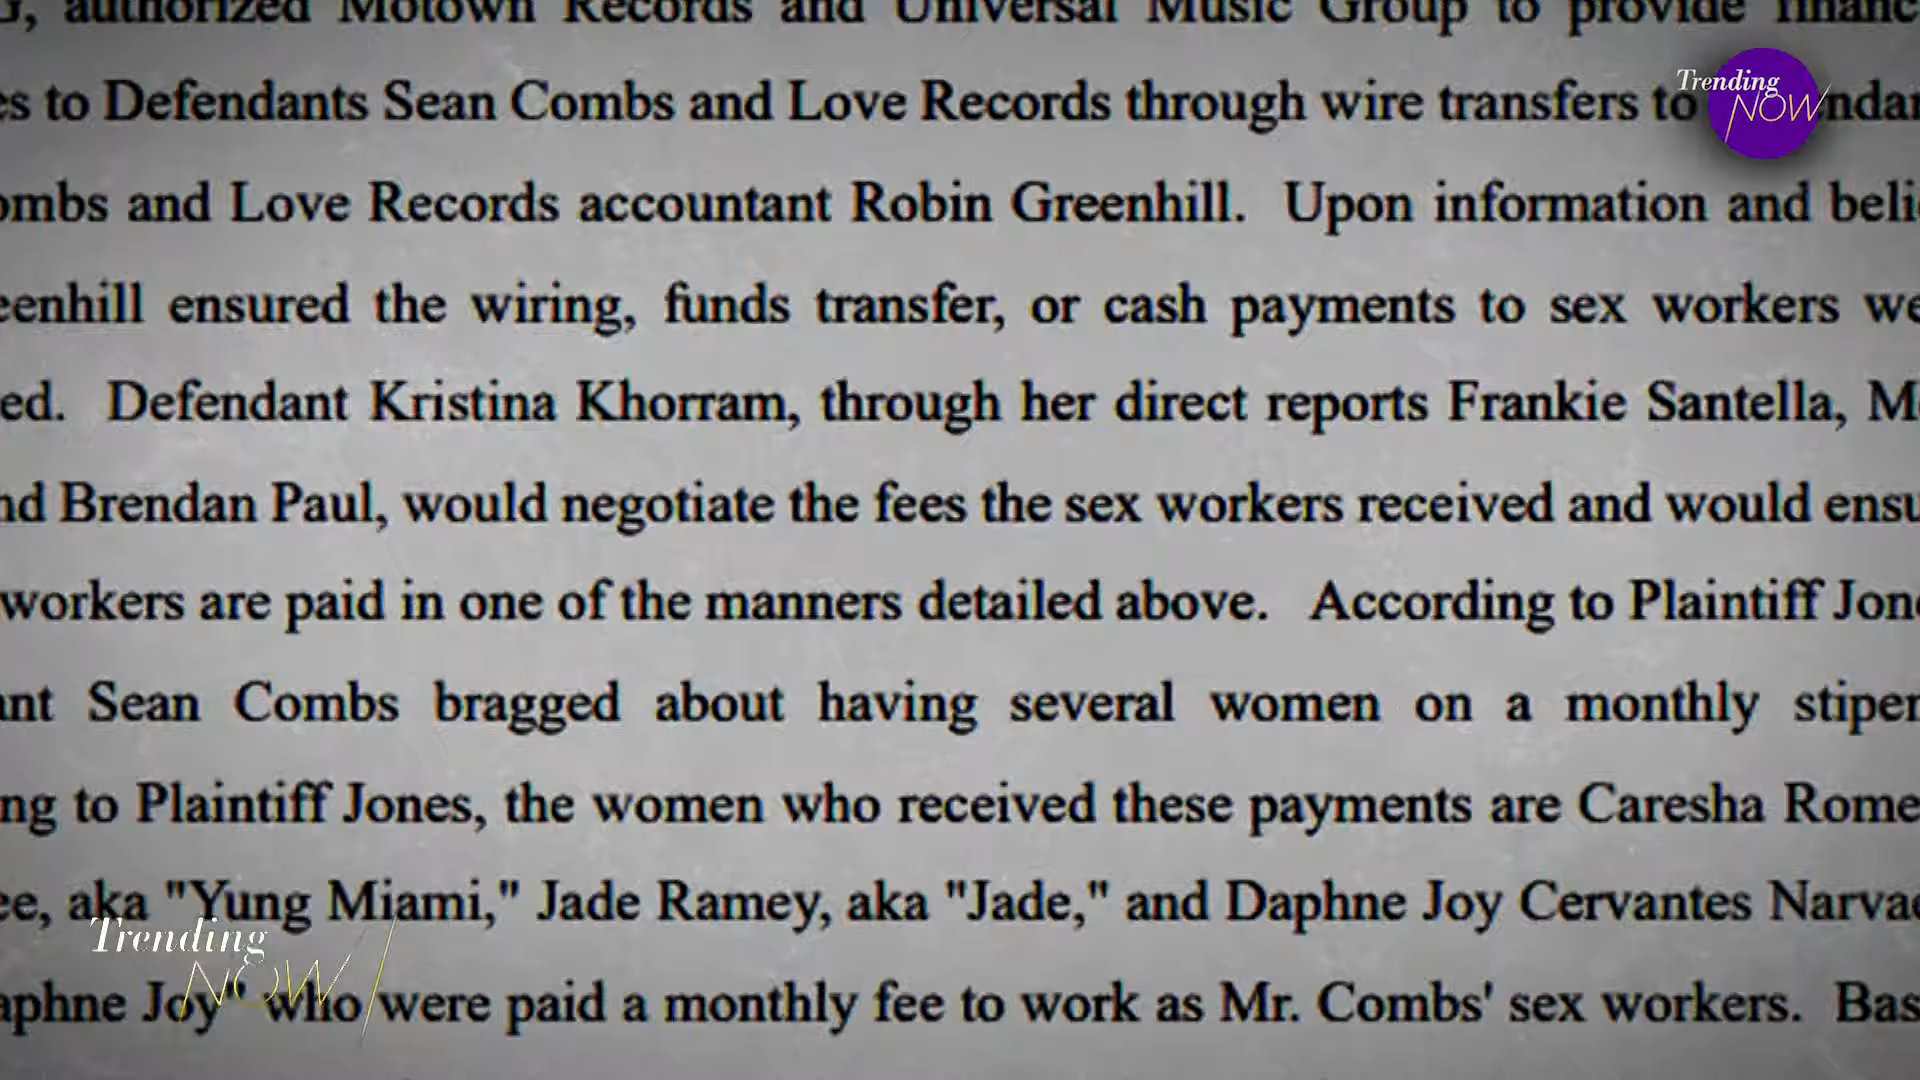 authorized Motown Records and Universal Music Group to provide financ
es to Defendants Sean Combs and Love Records through wire transfers to ndan
Trending
NOW
ombs and Love Records accountant Robin Greenhill. Upon information and beli
eenhill ensured the wiring, funds transfer, or cash payments to sex workers we
ed. Defendant Kristina Khorram, through her direct reports Frankie Santella, M
nd Brendan Paul, would negotiate the fees the sex workers received and would ensu
workers are paid in one of the manners detailed above. According to Plaintiff Jon
ant Sean Combs bragged about having several women on a monthly stipen
ng to Plaintiff Jones, the women who received these payments are Caresha Rome
ee, aka "Yung Miami," Jade Ramey, aka "Jade," and Daphne Joy Cervantes Narvae
Trending
NOW
aphne Joy" who were paid a monthly fee to work as Mr. Combs' sex workers. Bas